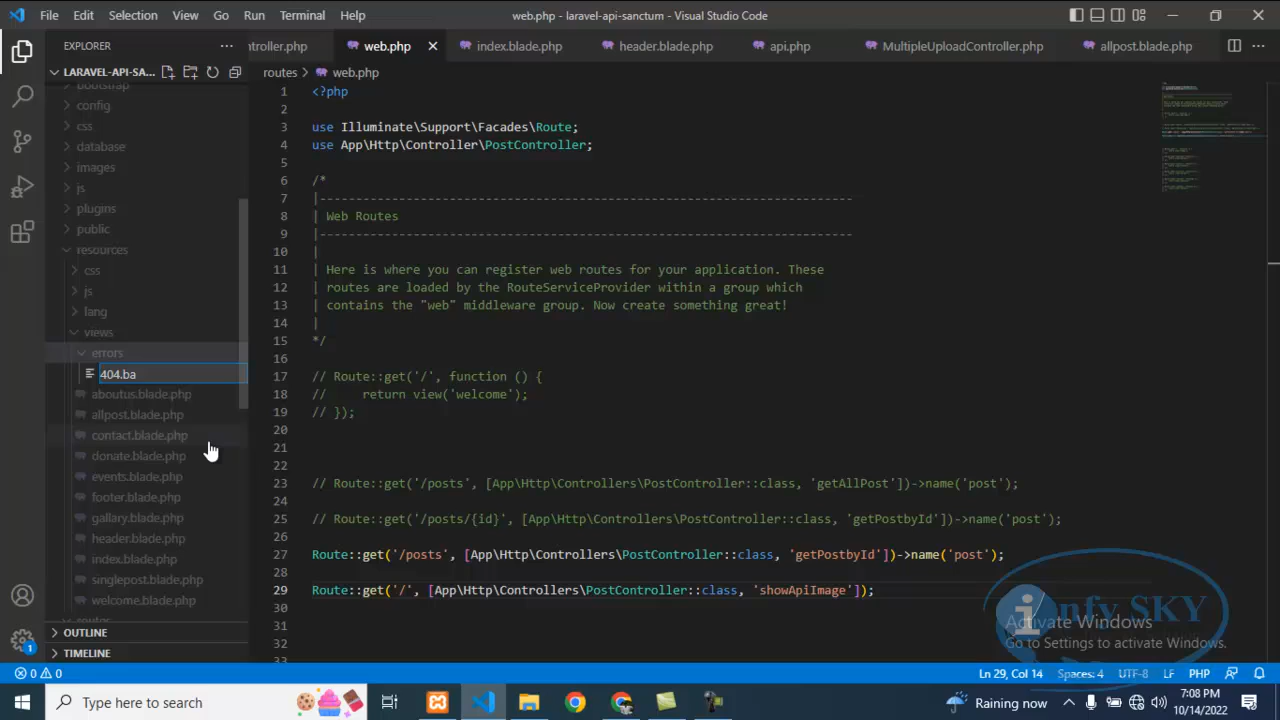 File Edit Selection View Go Run Terminal Help
web.php - laravel-api-sanctum - Visual Studio Code
EXPLORER
ntroller.php web.php index.blade.php header.blade.php api.php MultipleUploadController.php allpost.blade.php
LARAVEL-API-SA...
routes > web.php
bootstrap
config
css
database
images
js
plugins
public
resources
css
js
lang
views
errors
404.ba
aboutus.blade.php
allpost.blade.php
contact.blade.php
donate.blade.php
events.blade.php
footer.blade.php
gallary.blade.php
header.blade.php
index.blade.php
singlepost.blade.php
welcome.blade.php
routes
OUTLINE
TIMELINE
1 <?php
2
3 use Illuminate\Support\Facades\Route;
4 use App\Http\Controller\PostController;
5
6 /*
7 |--------------------------------------------------------------------------
8 | Web Routes
9 |--------------------------------------------------------------------------
10 |
11 | Here is where you can register web routes for your application. These
12 | routes are loaded by the RouteServiceProvider within a group which
13 | contains the "web" middleware group. Now create something great!
14 |
15 */
16
17 // Route::get('/', function () {
18 //     return view('welcome');
19 // });
20
21
22
23 // Route::get('/posts', [App\Http\Controllers\PostController::class, 'getAllPost'])->name('post');
24
25 // Route::get('/posts/{id}', [App\Http\Controllers\PostController::class, 'getPostbyId'])->name('post');
26
27 Route::get('/posts', [App\Http\Controllers\PostController::class, 'getPostbyId'])->name('post');
28
29 Route::get('/', [App\Http\Controllers\PostController::class, 'showApiImage']);
30
31
32
33
infy SKY
Activate Windows
Go to Settings to activate Windows.
1
0 0 Ln 29, Col 14 Spaces: 4 UTF-8 LF PHP
Type here to search
Raining now
7:08 PM
10/14/2022